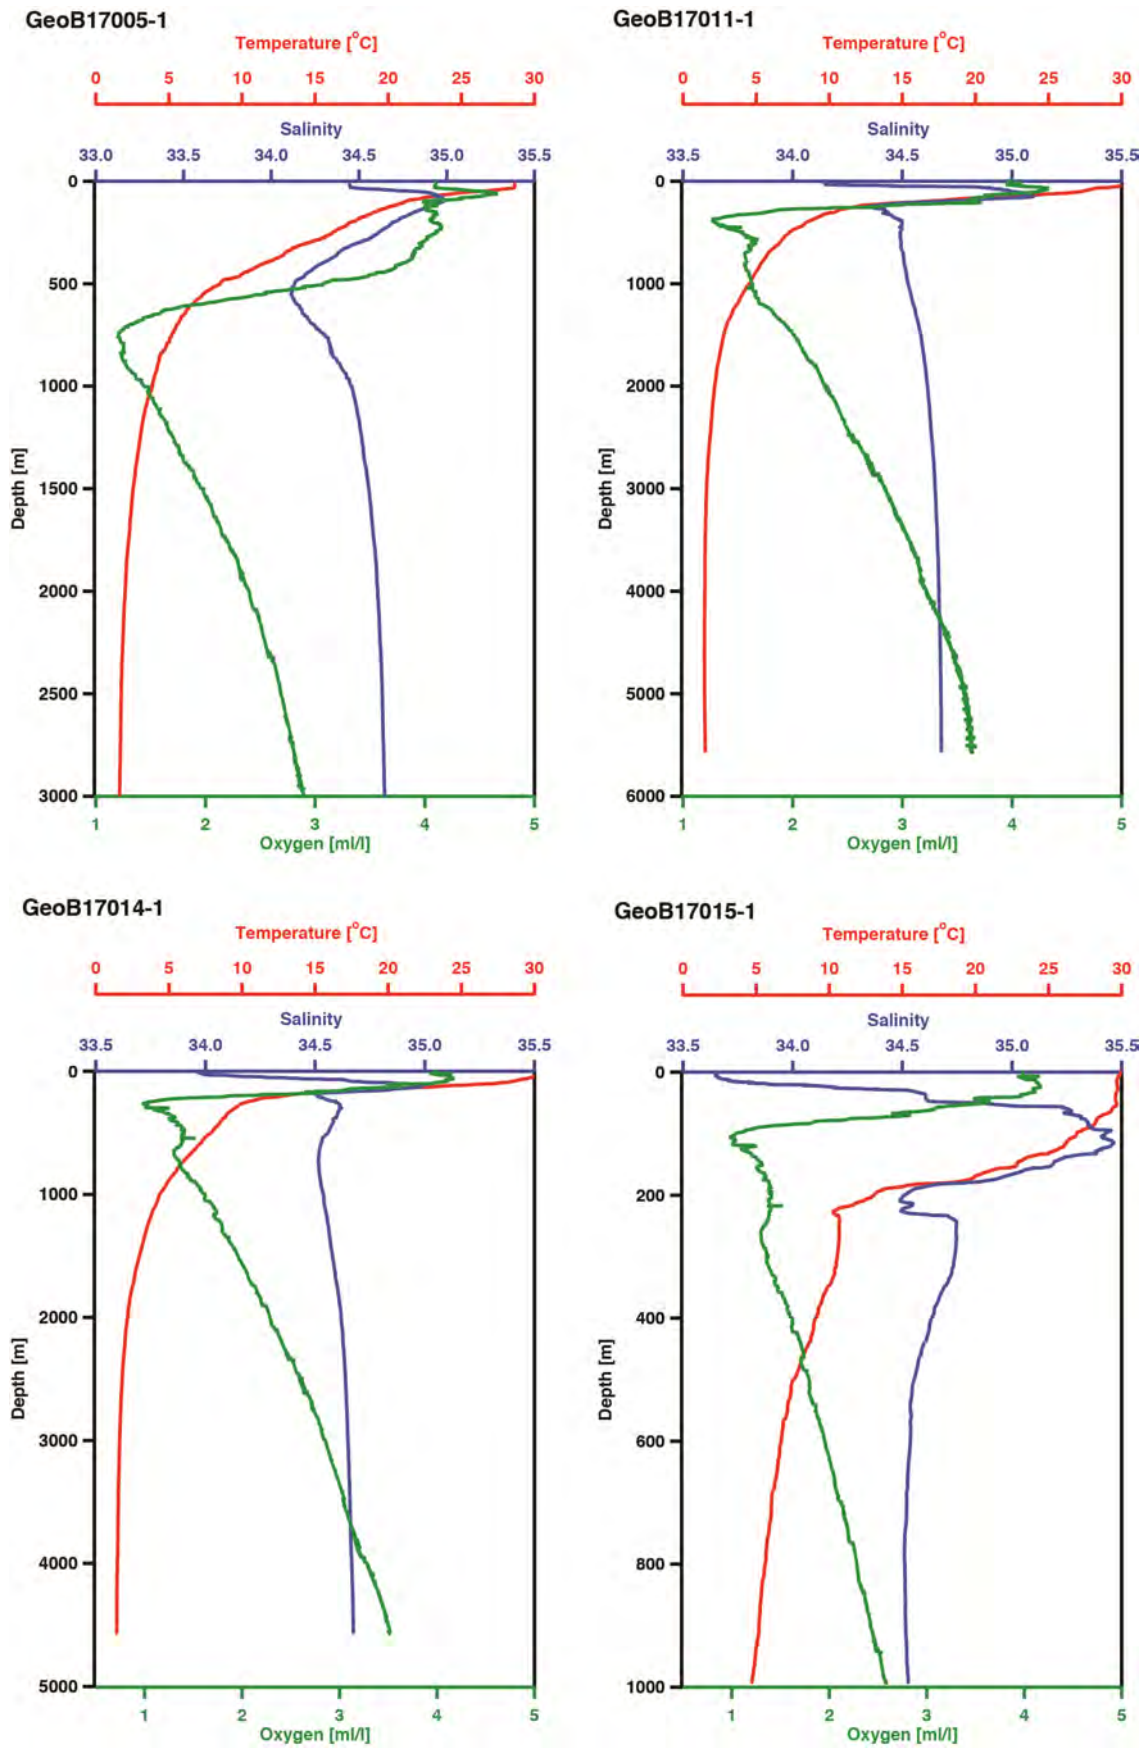 GeoB17005-1
Temperature [°C]
0 5 10 15 20 25 30
Salinity
33.0 33.5 34.0 34.5 35.0 35.5
0
500
1000
1500
2000
2500
3000
Depth [m]
1 2 3 4 5
Oxygen [ml/l]
GeoB17011-1
Temperature [°C]
0 5 10 15 20 25 30
Salinity
33.5 34.0 34.5 35.0 35.5
0
1000
2000
3000
4000
5000
6000
Depth [m]
1 2 3 4 5
Oxygen [ml/l]
GeoB17014-1
Temperature [°C]
0 5 10 15 20 25 30
Salinity
33.5 34.0 34.5 35.0 35.5
0
1000
2000
3000
4000
5000
Depth [m]
1 2 3 4 5
Oxygen [ml/l]
GeoB17015-1
Temperature [°C]
0 5 10 15 20 25 30
Salinity
33.5 34.0 34.5 35.0 35.5
0
200
400
600
800
1000
Depth [m]
1 2 3 4 5
Oxygen [ml/l]